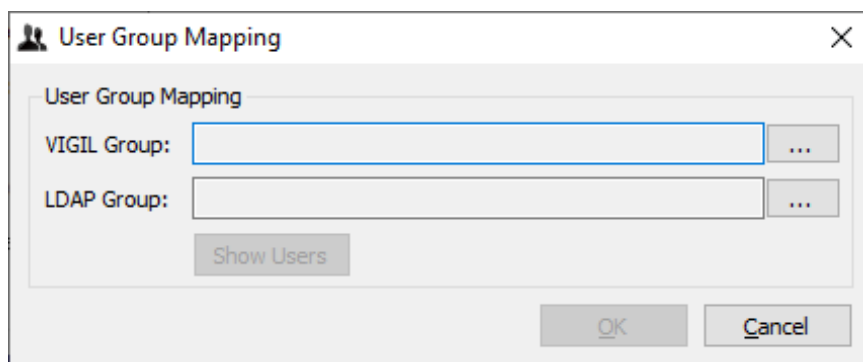 User Group Mapping
User Group Mapping
VIGIL Group:
...
LDAP Group:
...
Show Users
OK
Cancel